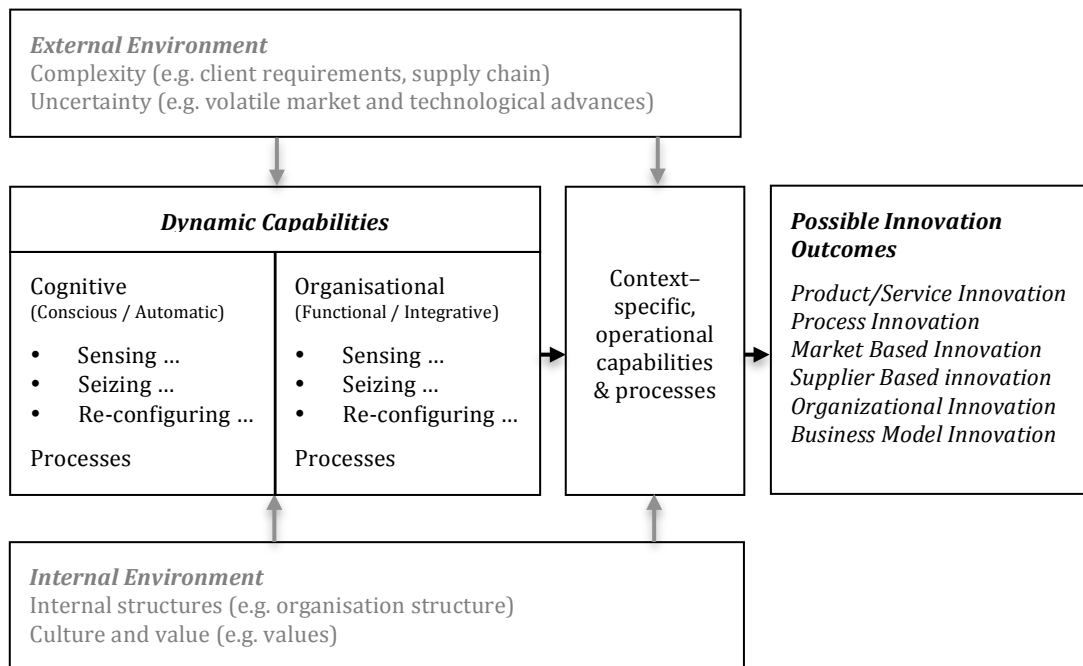 External Environment
Complexity (e.g. client requirements, supply chain)
Uncertainty (e.g. volatile market and technological advances)
Dynamic Capabilities
Cognitive
(Conscious / Automatic)
• Sensing …
• Seizing …
• Re-configuring …
Processes
Organisational
(Functional / Integrative)
• Sensing …
• Seizing …
• Re-configuring …
Processes
Context–
specific,
operational
capabilities
& processes
Possible Innovation
Outcomes
Product/Service Innovation
Process Innovation
Market Based Innovation
Supplier Based innovation
Organizational Innovation
Business Model Innovation
Internal Environment
Internal structures (e.g. organisation structure)
Culture and value (e.g. values)